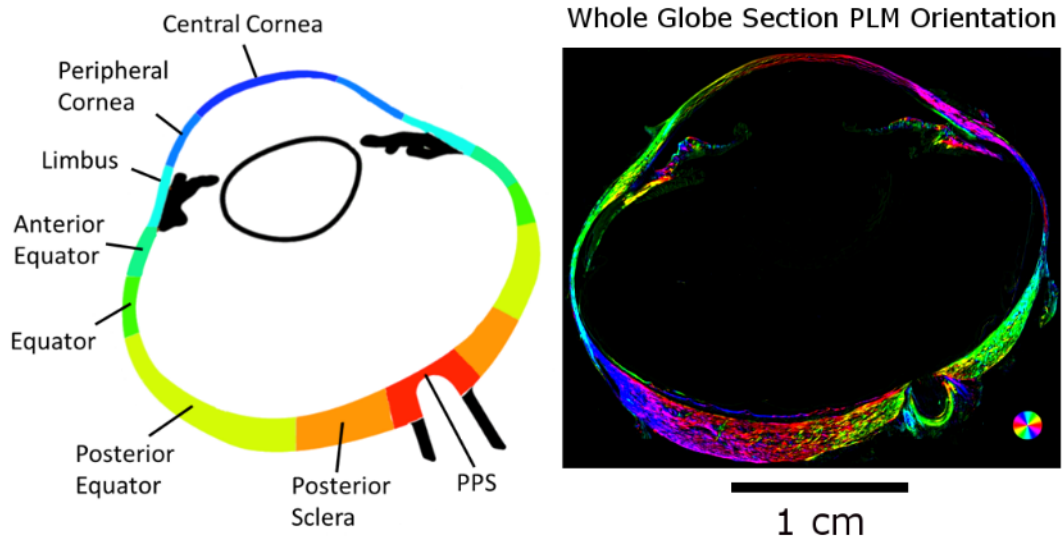 Central Cornea
Peripheral
Cornea
Limbus
Anterior
Equator
Equator
Posterior
Equator
Posterior
Sclera
PPS
Whole Globe Section PLM Orientation
1 cm